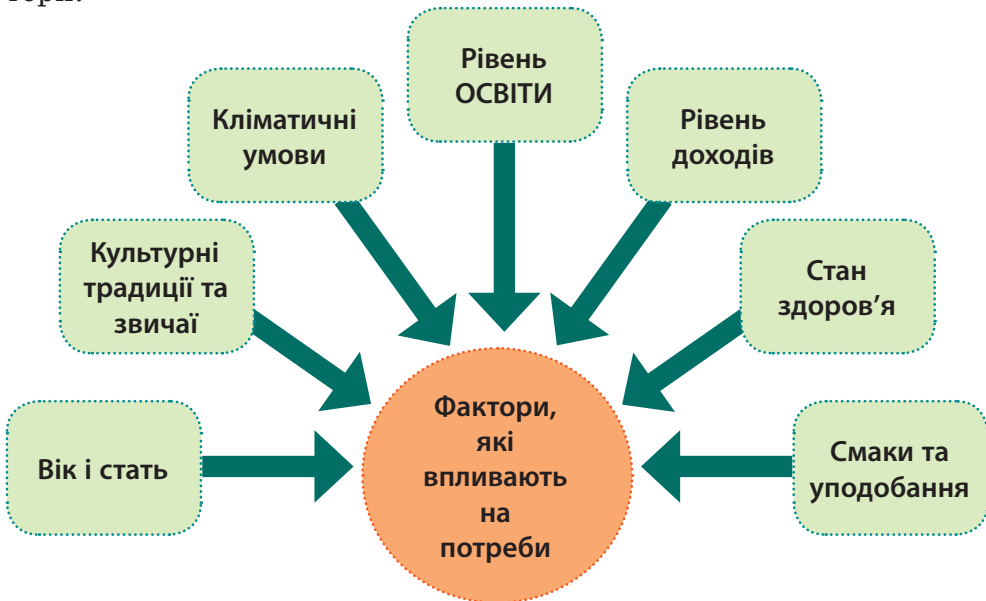 Рівень
ОСВІТИ
Кліматичні
умови
Рівень
доходів
Культурні
традиції та
звичаї
Стан
здоров’я
Вік і стать
Фактори,
які
впливають
на
потреби
Смаки та
уподобання